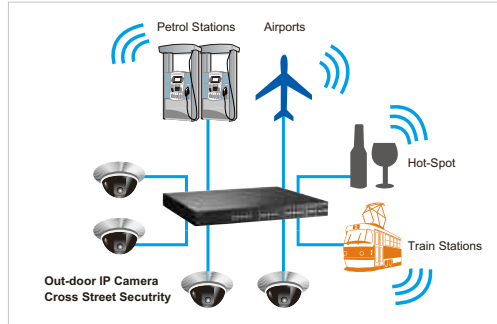 Petrol Stations
Airports
Hot-Spot
Train Stations
Out-door IP Camera
Cross Street Secutrity